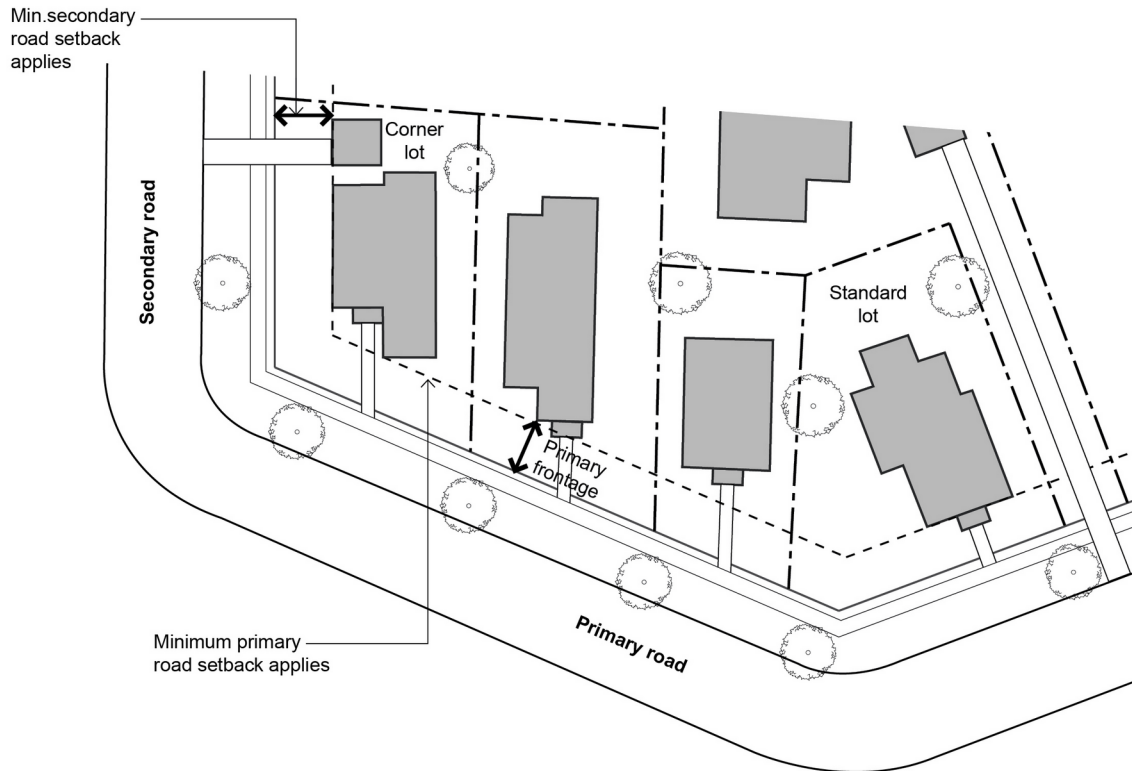 Min.secondary
road setback
applies
Corner
lot
Secondary road
Standard
lot
Primary
frontage
Minimum primary
road setback applies
Primary road